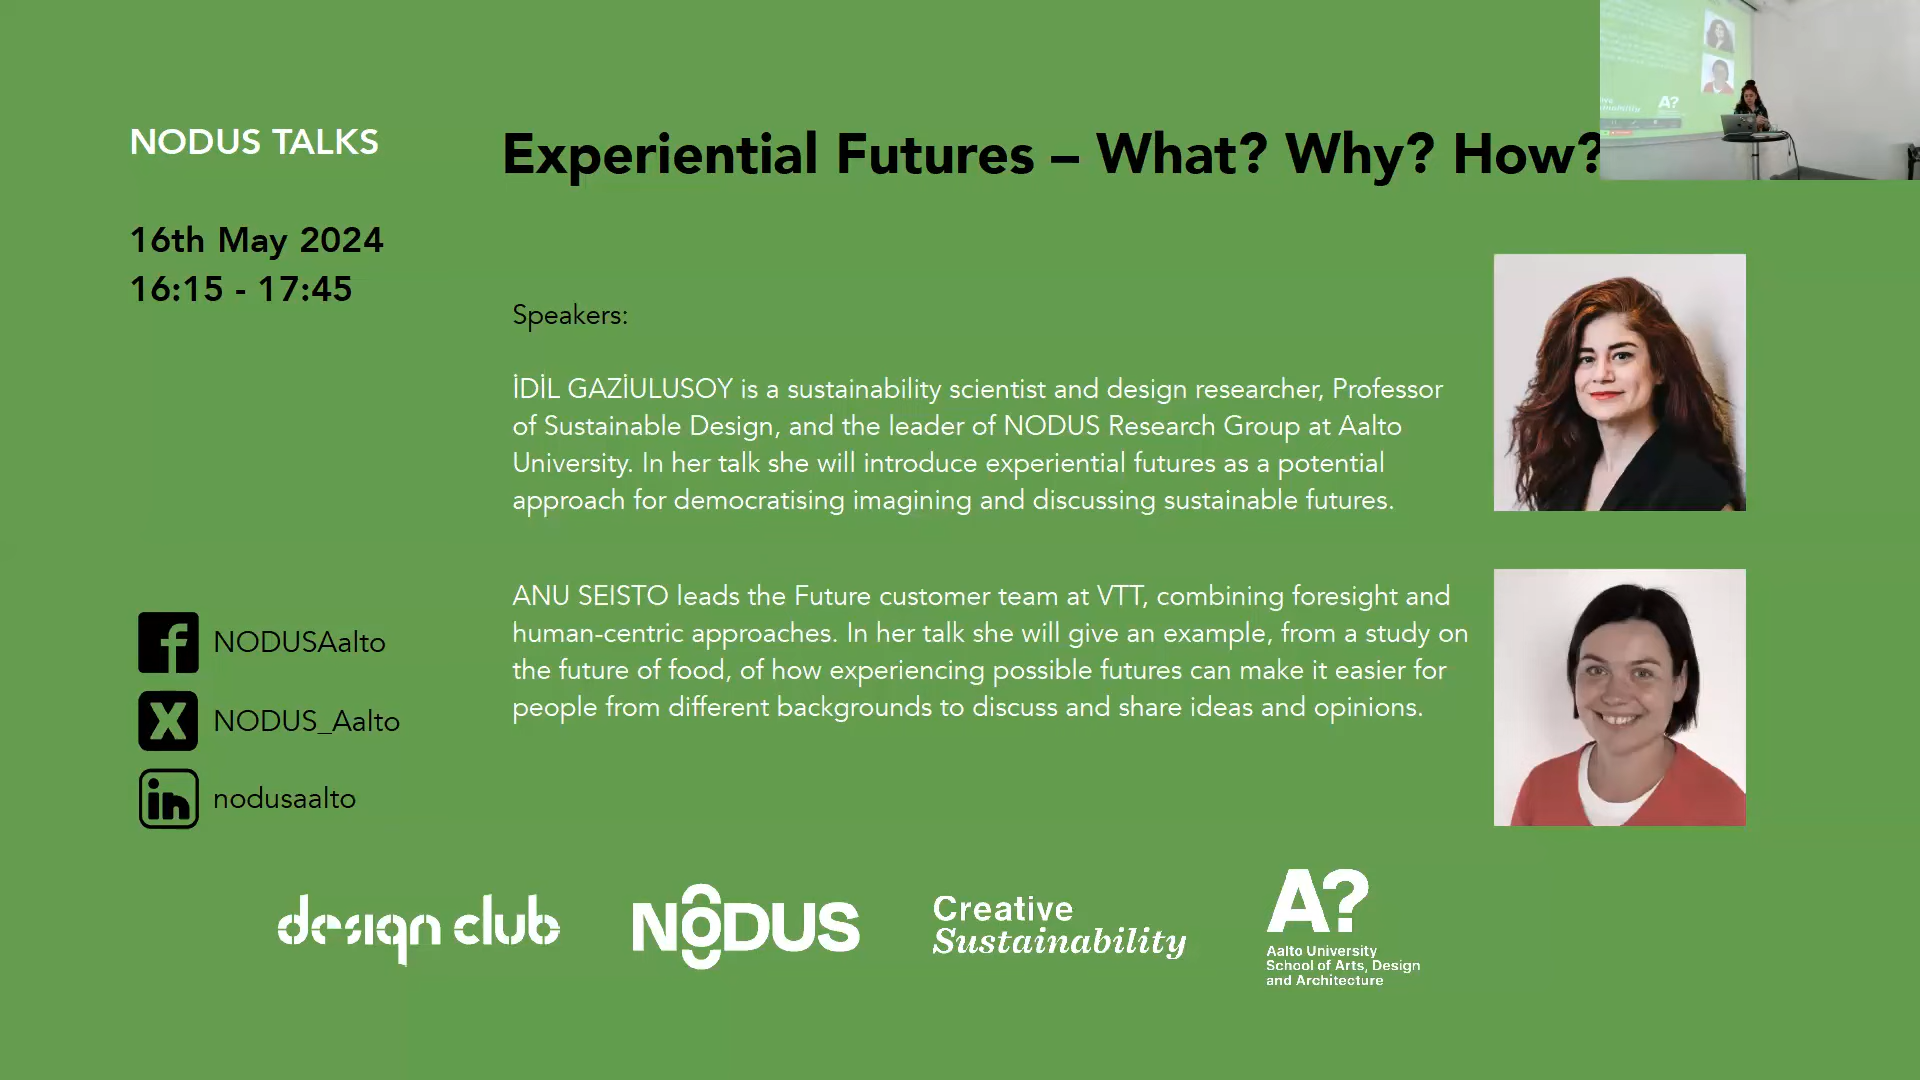 NODUS TALKS
Experiential Futures – What? Why? How?
16th May 2024
16:15 - 17:45
Speakers:
İDİL GAZİULUSOY is a sustainability scientist and design researcher, Professor
of Sustainable Design, and the leader of NODUS Research Group at Aalto
University. In her talk she will introduce experiential futures as a potential
approach for democratising imagining and discussing sustainable futures.
ANU SEISTO leads the Future customer team at VTT, combining foresight and
human-centric approaches. In her talk she will give an example, from a study on
the future of food, of how experiencing possible futures can make it easier for
people from different backgrounds to discuss and share ideas and opinions.
NODUSAalto
NODUS_Aalto
nodusaalto
design club
NODUS
Creative
Sustainability
A?
Aalto University
School of Arts, Design
and Architecture
A?